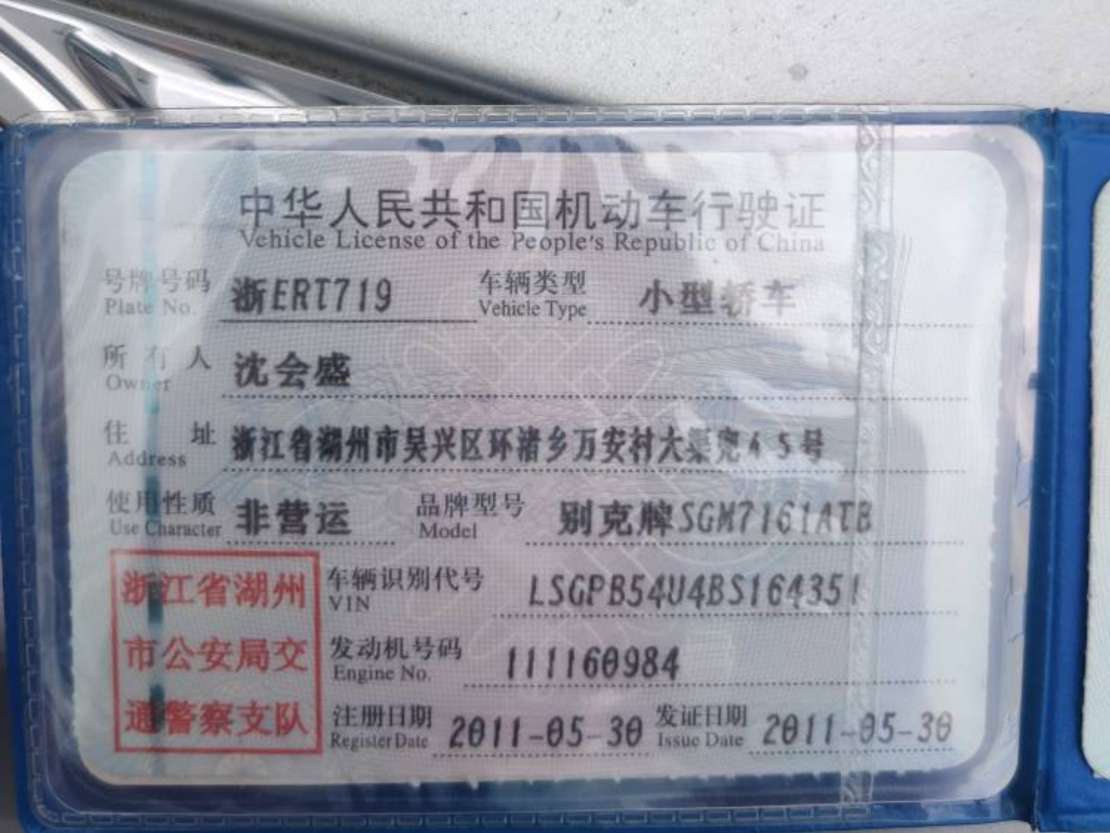 中华人民共和国机动车行驶证
Vehicle License of the People's Republic of China
号牌号码 浙ERT719 车辆类型 小型轿车
Plate No. Vehicle Type
所有人 沈会盛
Owner
住址 浙江省湖州市吴兴区环渚乡万安村大渠兜45号
Address
使用性质 非营运 品牌型号 别克牌SGM7161ATB
Use Character Model
浙江省湖州
市公安局交
通警察支队
车辆识别代号 LSGPB54U4BS164351
VIN
发动机号码 111160984
Engine No.
注册日期 2011-05-30 发证日期 2011-05-30
Register Date Issue Date